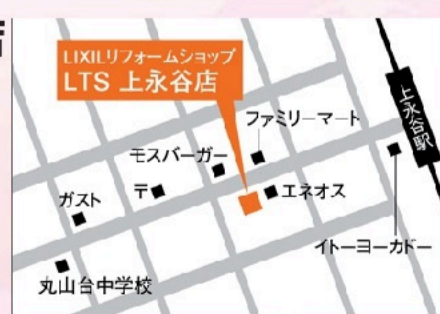 LIXILリフォームショップ
LTS 上永谷店
上永谷駅
ファミリーマート
モスバーガー
〒
エネオス
ガスト
イトーヨーカドー
丸山台中学校